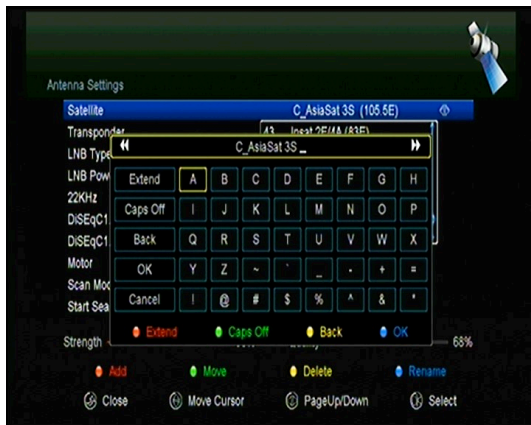 Antenna Settings
Satellite C_AsiaSat 3S (105.5E)
Transponder 43 Insat 2E/4A (83E)
LNB Type
C_AsiaSat 3S _
LNB Pow
Extend A B C D E F G H
22KHz
Caps Off I J K L M N O P
DiSEqC1.
DiSEqC1.
Back Q R S T U V W X
Motor
OK Y Z ~ ` _ - + =
Scan Mod
Start Sea
Cancel ! @ # $ % ^ & *
Extend Caps Off Back OK
Strength 68%
Add Move Delete Rename
Close Move Cursor PageUp/Down Select